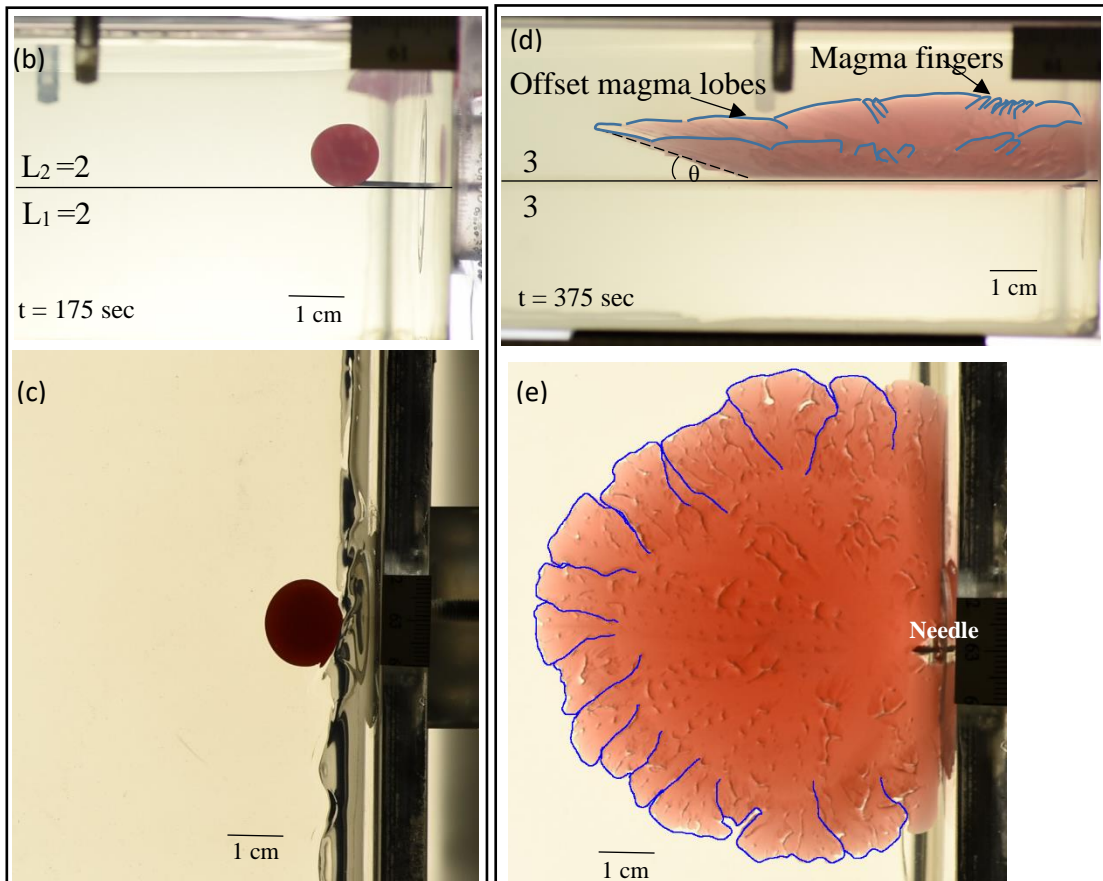 (b)
L₂ =2
L₁ =2
t = 175 sec
1 cm
(c)
1 cm
(d)
Magma fingers
Offset magma lobes
3
θ
3
t = 375 sec
1 cm
(e)
Needle
63
1 cm